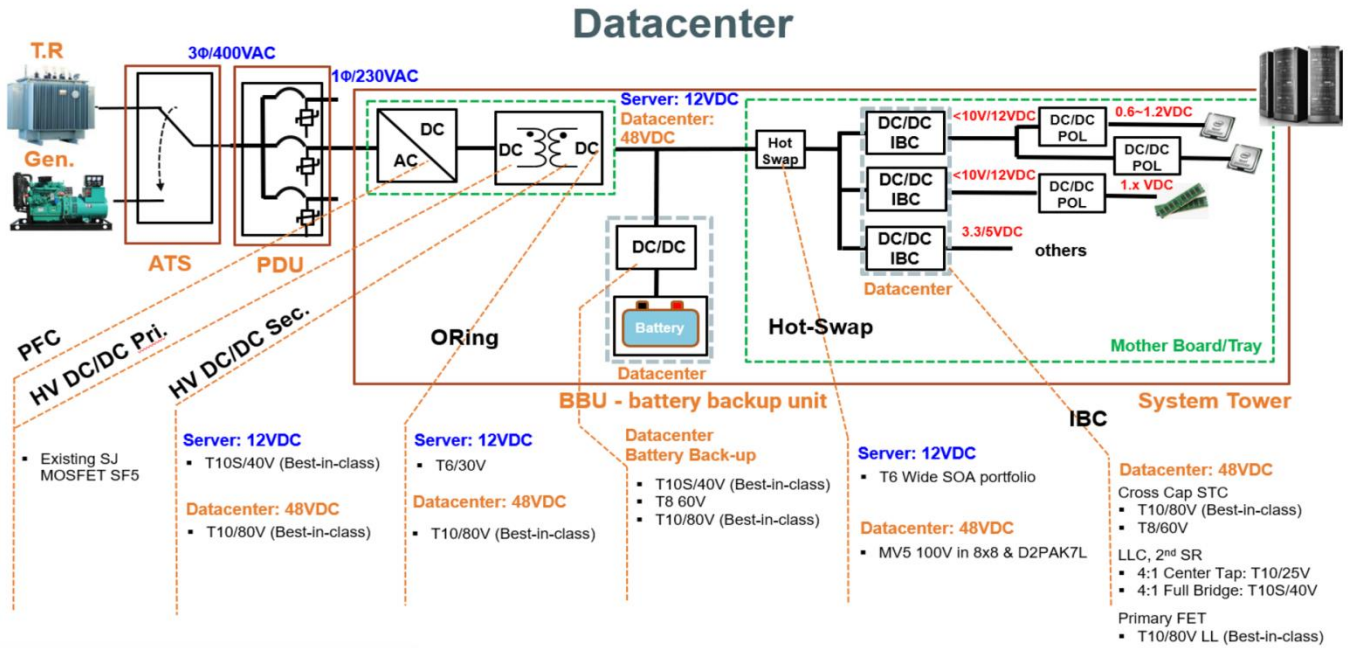 Datacenter
T.R
3Φ/400VAC
1Φ/230VAC
Gen.
ATS
PDU
DC
AC
DC
DC
Server: 12VDC
Datacenter:
48VDC
Hot
Swap
DC/DC
IBC
<10V/12VDC
DC/DC
POL
0.6~1.2VDC
DC/DC
POL
DC/DC
IBC
<10V/12VDC
DC/DC
POL
1.x VDC
DC/DC
IBC
3.3/5VDC
others
Datacenter
DC/DC
Battery
Datacenter
Hot-Swap
Mother Board/Tray
PFC
HV DC/DC Pri.
HV DC/DC Sec.
ORing
BBU - battery backup unit
System Tower
IBC
▪ Existing SJ
MOSFET SF5
Server: 12VDC
▪ T10S/40V (Best-in-class)
Datacenter: 48VDC
▪ T10/80V (Best-in-class)
Server: 12VDC
▪ T6/30V
Datacenter: 48VDC
▪ T10/80V (Best-in-class)
Datacenter
Battery Back-up
▪ T10S/40V (Best-in-class)
▪ T8 60V
▪ T10/80V (Best-in-class)
Server: 12VDC
▪ T6 Wide SOA portfolio
Datacenter: 48VDC
▪ MV5 100V in 8x8 & D2PAK7L
Datacenter: 48VDC
Cross Cap STC
▪ T10/80V (Best-in-class)
▪ T8/60V
LLC, 2nd SR
▪ 4:1 Center Tap: T10/25V
▪ 4:1 Full Bridge: T10S/40V
Primary FET
▪ T10/80V LL (Best-in-class)